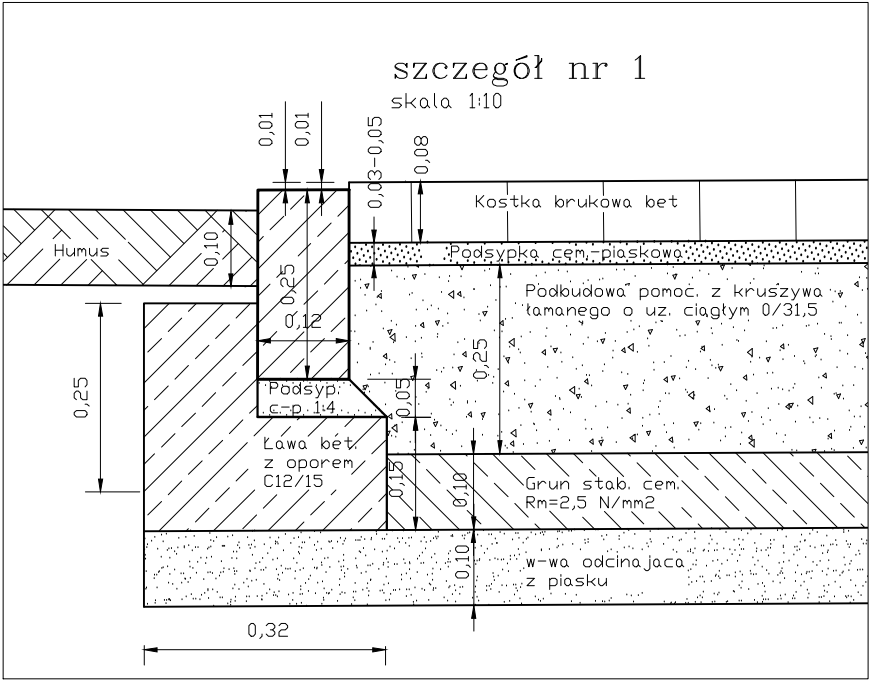 szczegół nr 1
skala 1:10
0,01
0,01
0,03-0,05
0,08
Kostka brukowa bet
Humus
0,10
Podsypka cem.-piaskowa
0,25
0,12
Podbudowa pomoc. z kruszywa
łamanego o uz. ciągłym 0/31,5
0,25
0,25
Podsyp.
c-p 1:4
0,05
Ława bet.
z oporem
C12/15
0,15
0,10
Grun stab. cem.
Rm=2,5 N/mm2
0,10
w-wa odcinajaca
z piasku
0,32